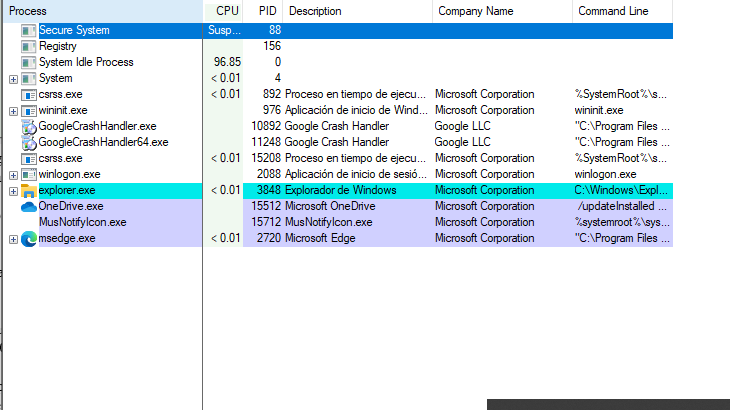 Process CPU PID Description Company Name Command Line
Secure System Susp... 88
Registry 156
System Idle Process 96.85 0
System < 0.01 4
csrss.exe < 0.01 892 Proceso en tiempo de ejecu... Microsoft Corporation %SystemRoot%\s...
wininit.exe 976 Aplicación de inicio de Wind... Microsoft Corporation wininit.exe
GoogleCrashHandler.exe 10892 Google Crash Handler Google LLC "C:\Program Files ...
GoogleCrashHandler64.exe 11248 Google Crash Handler Google LLC "C:\Program Files ...
csrss.exe < 0.01 15208 Proceso en tiempo de ejecu... Microsoft Corporation %SystemRoot%\s...
winlogon.exe 2088 Aplicación de inicio de sesió... Microsoft Corporation winlogon.exe
explorer.exe < 0.01 3848 Explorador de Windows Microsoft Corporation C:\Windows\Expl...
OneDrive.exe 15512 Microsoft OneDrive Microsoft Corporation /updateInstalled ...
MusNotifyIcon.exe 15712 MusNotifyIcon.exe Microsoft Corporation %systemroot%\sys...
msedge.exe < 0.01 2720 Microsoft Edge Microsoft Corporation "C:\Program Files ...